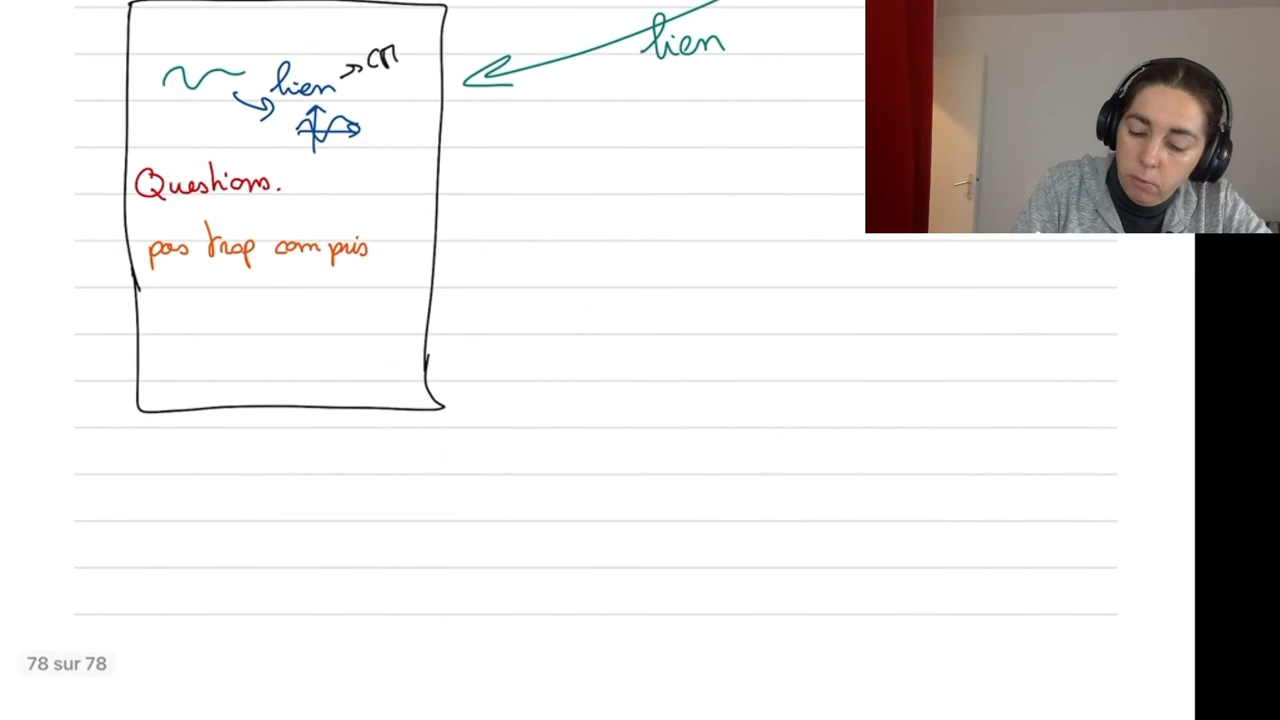 lien
lien → CM
Questions.
pas trop compris
78 sur 78